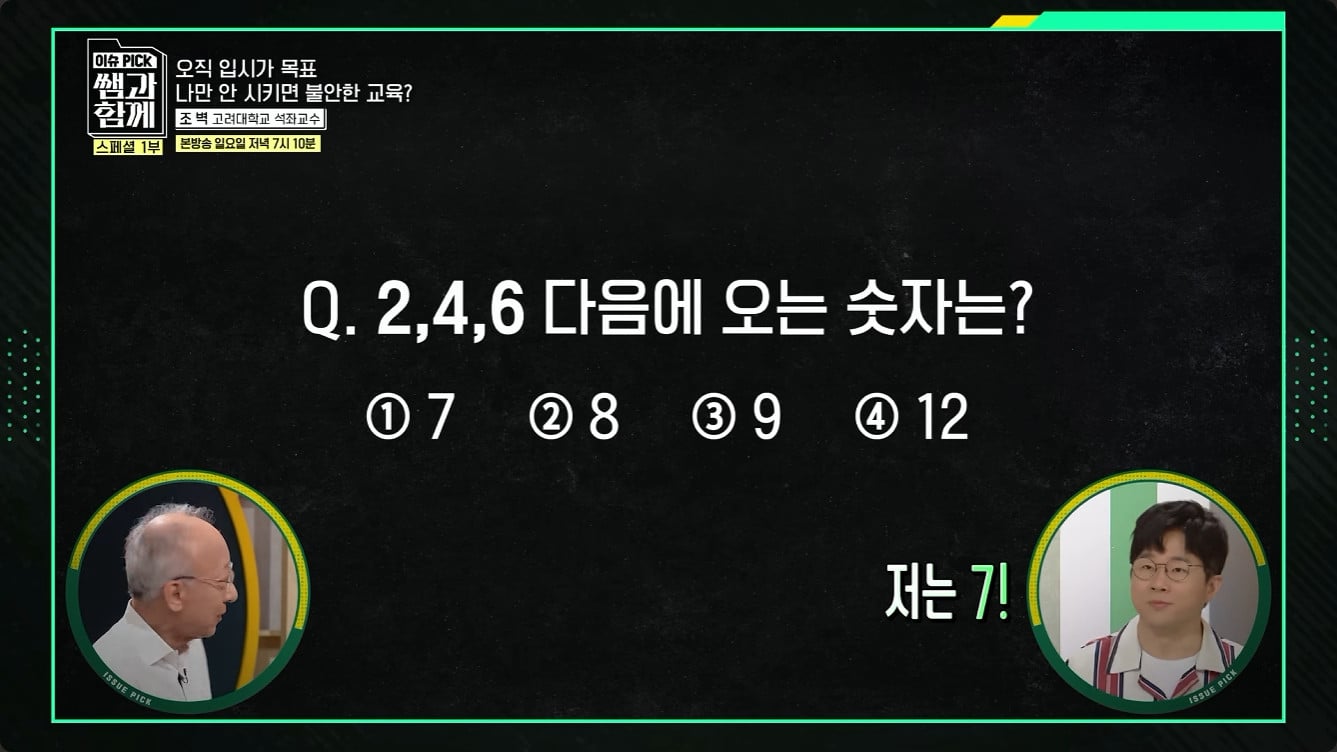 이슈 PICK
쌤과
함께
스페셜 1부
오직 입시가 목표
나만 안 시키면 불안한 교육?
조 벽 고려대학교 석좌교수
본방송 일요일 저녁 7시 10분
Q. 2,4,6 다음에 오는 숫자는?
① 7 ② 8 ③ 9 ④ 12
저는 7!
ISSUE PICK
ISSUE PICK